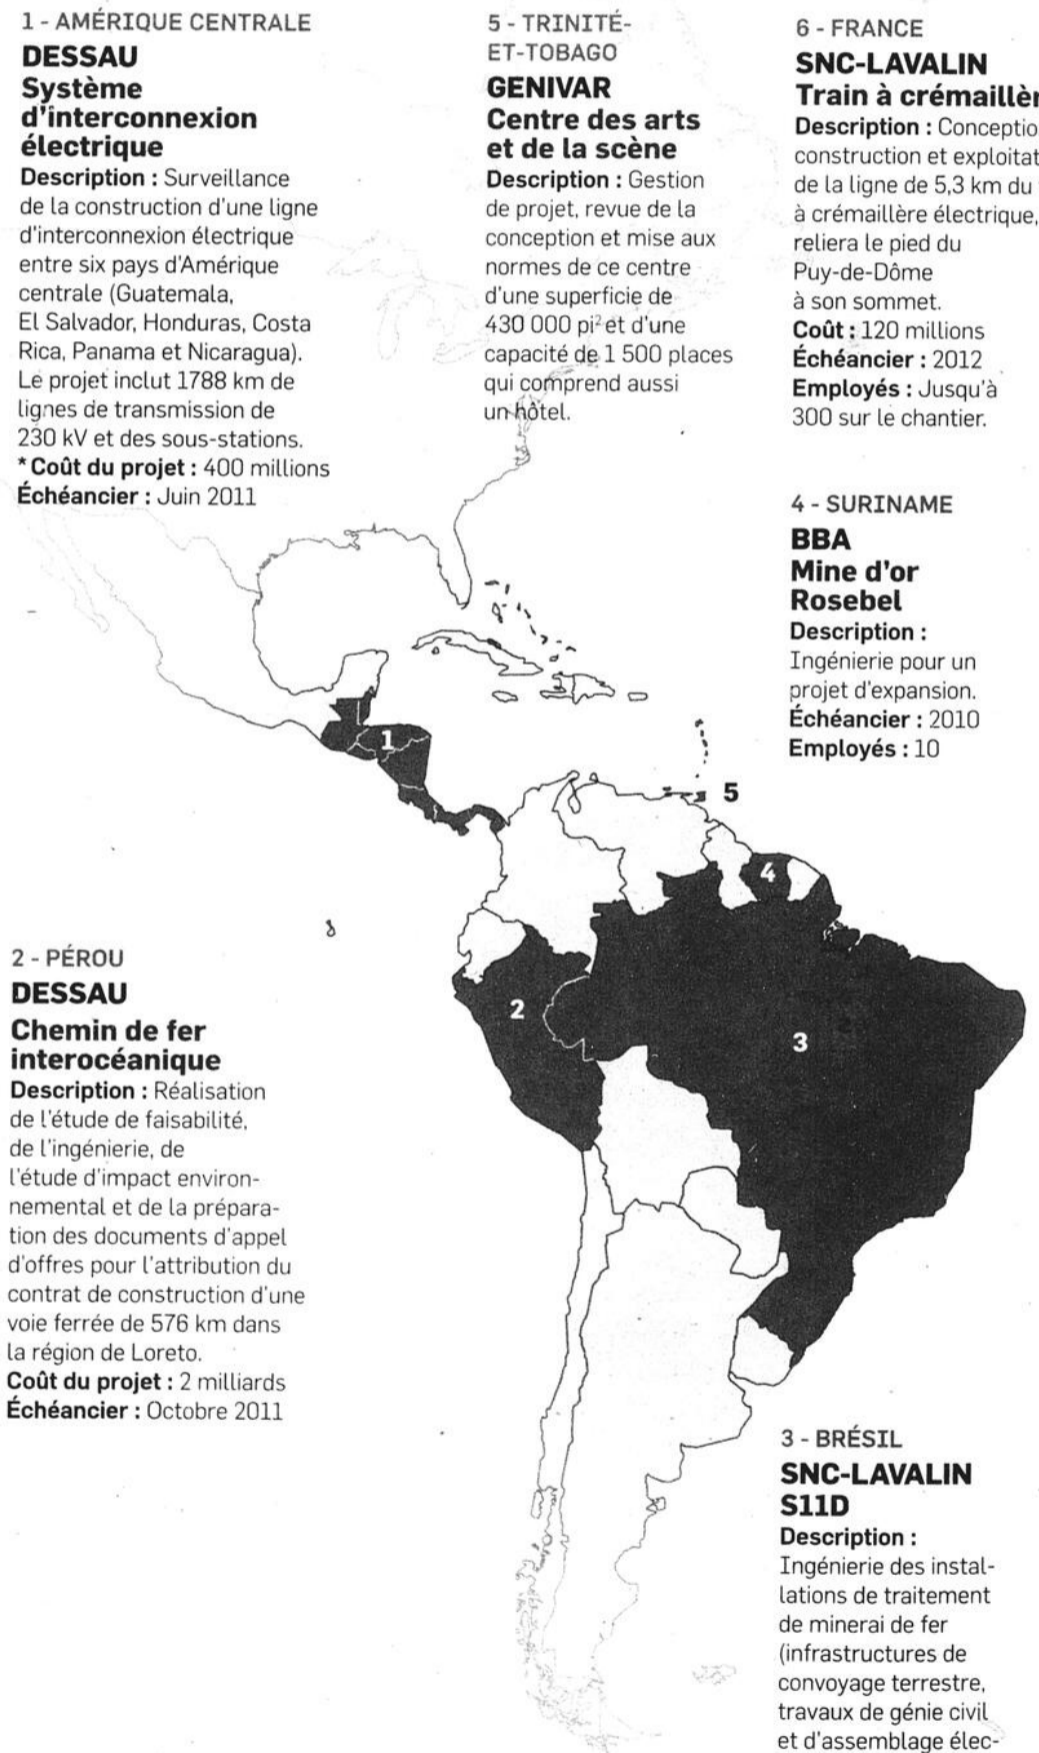 1 - AMÉRIQUE CENTRALE
DESSAU
Système
d'interconnexion
électrique
Description : Surveillance
de la construction d'une ligne
d'interconnexion électrique
entre six pays d'Amérique
centrale (Guatemala,
El Salvador, Honduras, Costa
Rica, Panama et Nicaragua).
Le projet inclut 1788 km de
lignes de transmission de
230 kV et des sous-stations.
*Coût du projet : 400 millions
Échéancier : Juin 2011
5 - TRINITÉ-
ET-TOBAGO
GENIVAR
Centre des arts
et de la scène
Description : Gestion
de projet, revue de la
conception et mise aux
normes de ce centre
d'une superficie de
430 000 pi² et d'une
capacité de 1 500 places
qui comprend aussi
un hôtel.
6 - FRANCE
SNC-LAVALIN
Train à
Description :
construction et
de la ligne de 5,3 km du
à crémaillère électrique,
reliera le pied du
Puy-de-Dôme
à son sommet.
Coût : 120 millions
Échéancier : 2012
Employés : Jusqu'à
300 sur le chantier.
4 - SURINAME
BBA
Mine d'or
Rosebel
Description :
Ingénierie pour un
projet d'expansion.
Échéancier : 2010
Employés : 10
1
5
4
2
3
2 - PÉROU
DESSAU
Chemin de fer
interocéanique
Description : Réalisation
de l'étude de faisabilité,
de l'ingénierie, de
l'étude d'impact environ-
nemental et de la prépara-
tion des documents d'appel
d'offres pour l'attribution du
contrat de construction d'une
voie ferrée de 576 km dans
la région de Loreto.
Coût du projet : 2 milliards
Échéancier : Octobre 2011
3 - BRÉSIL
SNC-LAVALIN
S11D
Description :
Ingénierie des instal-
lations de traitement
de minerai de fer
(infrastructures de
convoyage terrestre,
travaux de génie civil
et d'assemblage élec-